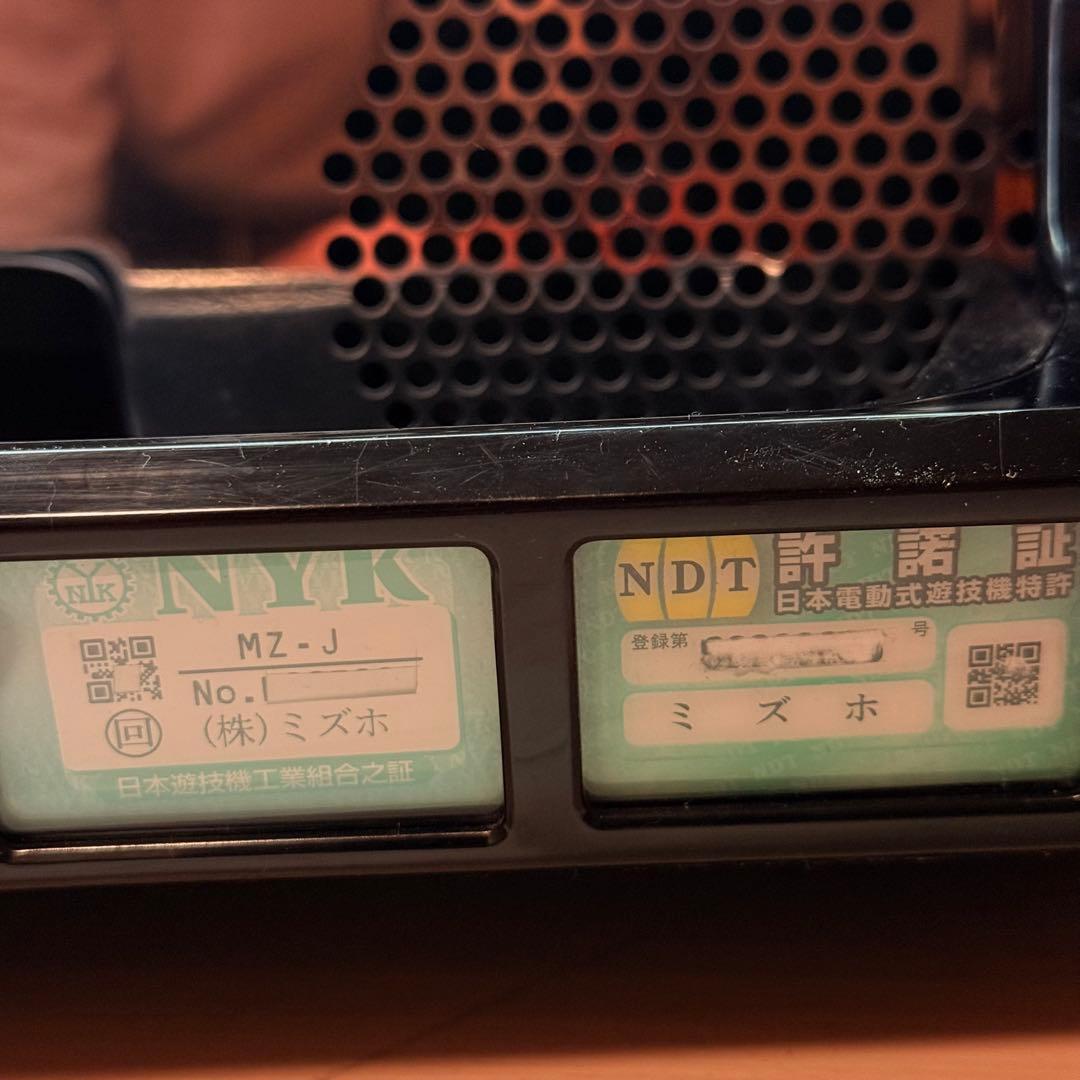 NYK
NYK
MZ-J
No.
回 (株)ミズホ
日本遊技機工業組合之証
NDT 許諾証
日本電動式遊技機特許
登録第 号
ミズホ